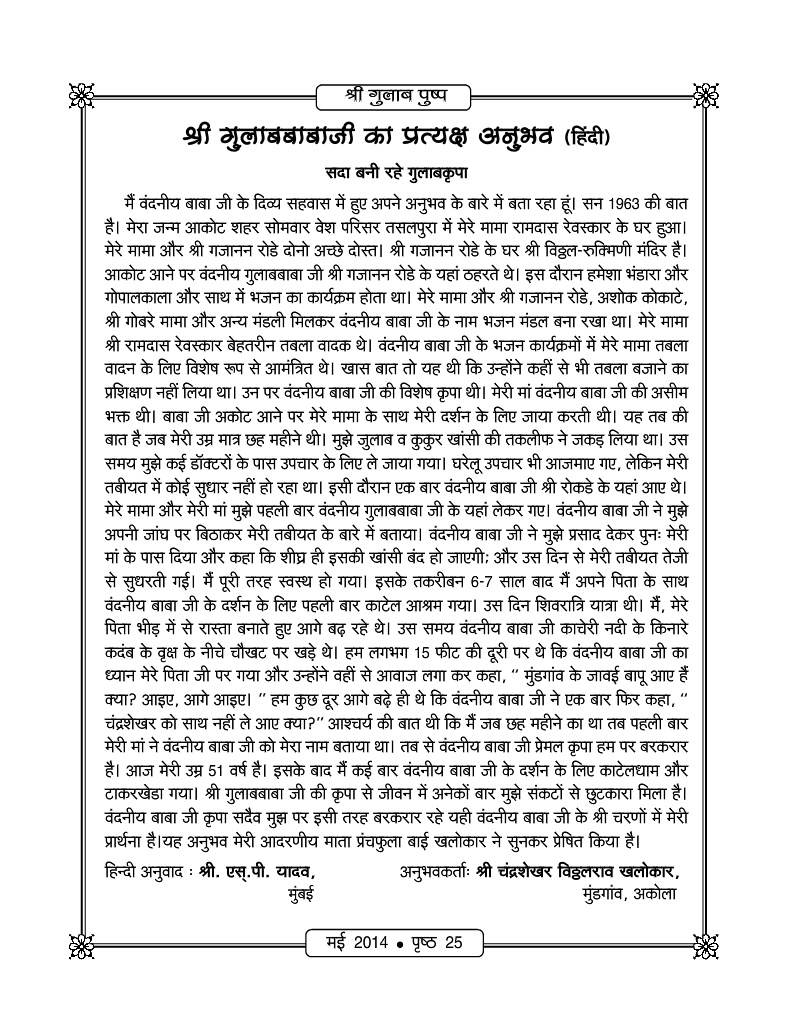 श्री गुलाब पुष्प
श्री गुलाबबाबाजी का प्रत्यक्ष अनुभव (हिंदी)
सदा बनी रहे गुलाबकृपा
मैं वंदनीय बाबा जी के दिव्य सहवास में हुए अपने अनुभव के बारे में बता रहा हूं। सन 1963 की बात
है। मेरा जन्म आकोट शहर सोमवार वेश परिसर तसलपुरा में मेरे मामा रामदास रेवस्कार के घर हुआ।
मेरे मामा और श्री गजानन रोडे दोनो अच्छे दोस्त। श्री गजानन रोडे के घर श्री विठ्ठल-रुक्मिणी मंदिर है।
आकोट आने पर वंदनीय गुलाबबाबा जी श्री गजानन रोडे के यहां ठहरते थे। इस दौरान हमेशा भंडारा और
गोपालकाला और साथ में भजन का कार्यक्रम होता था। मेरे मामा और श्री गजानन रोडे, अशोक कोकाटे,
श्री गोबरे मामा और अन्य मंडली मिलकर वंदनीय बाबा जी के नाम भजन मंडल बना रखा था। मेरे मामा
श्री रामदास रेवस्कार बेहतरीन तबला वादक थे। वंदनीय बाबा जी के भजन कार्यक्रमों में मेरे मामा तबला
वादन के लिए विशेष रूप से आमंत्रित थे। खास बात तो यह थी कि उन्होंने कहीं से भी तबला बजाने का
प्रशिक्षण नहीं लिया था। उन पर वंदनीय बाबा जी की विशेष कृपा थी। मेरी मां वंदनीय बाबा जी की असीम
भक्त थी। बाबा जी अकोट आने पर मेरे मामा के साथ मेरी दर्शन के लिए जाया करती थी। यह तब की
बात है जब मेरी उम्र मात्र छह महीने थी। मुझे जुलाब व कुकुर खांसी की तकलीफ ने जकड़ लिया था। उस
समय मुझे कई डॉक्टरों के पास उपचार के लिए ले जाया गया। घरेलू उपचार भी आजमाए गए, लेकिन मेरी
तबीयत में कोई सुधार नहीं हो रहा था। इसी दौरान एक बार वंदनीय बाबा जी श्री रोकडे के यहां आए थे।
मेरे मामा और मेरी मां मुझे पहली बार वंदनीय गुलाबबाबा जी के यहां लेकर गए। वंदनीय बाबा जी ने मुझे
अपनी जांघ पर बिठाकर मेरी तबीयत के बारे में बताया। वंदनीय बाबा जी ने मुझे प्रसाद देकर पुनः मेरी
मां के पास दिया और कहा कि शीघ्र ही इसकी खांसी बंद हो जाएगी; और उस दिन से मेरी तबीयत तेजी
से सुधरती गई। मैं पूरी तरह स्वस्थ हो गया। इसके तकरीबन 6-7 साल बाद मैं अपने पिता के साथ
वंदनीय बाबा जी के दर्शन के लिए पहली बार काटेल आश्रम गया। उस दिन शिवरात्रि यात्रा थी। मैं, मेरे
पिता भीड़ में से रास्ता बनाते हुए आगे बढ़ रहे थे। उस समय वंदनीय बाबा जी काचेरी नदी के किनारे
कदंब के वृक्ष के नीचे चौखट पर खड़े थे। हम लगभग 15 फीट की दूरी पर थे कि वंदनीय बाबा जी का
ध्यान मेरे पिता जी पर गया और उन्होंने वहीं से आवाज लगा कर कहा, “ मुंडगांव के जावई बापू आए हैं
क्या? आइए, आगे आइए। ” हम कुछ दूर आगे बढ़े ही थे कि वंदनीय बाबा जी ने एक बार फिर कहा, “
चंद्रशेखर को साथ नहीं ले आए क्या?” आश्चर्य की बात थी कि मैं जब छह महीने का था तब पहली बार
मेरी मां ने वंदनीय बाबा जी को मेरा नाम बताया था। तब से वंदनीय बाबा जी प्रेमल कृपा हम पर बरकरार
है। आज मेरी उम्र 51 वर्ष है। इसके बाद मैं कई बार वंदनीय बाबा जी के दर्शन के लिए काटेलधाम और
टाकरखेडा गया। श्री गुलाबबाबा जी की कृपा से जीवन में अनेकों बार मुझे संकटों से छुटकारा मिला है।
वंदनीय बाबा जी कृपा सदैव मुझ पर इसी तरह बरकरार रहे यही वंदनीय बाबा जी के श्री चरणों में मेरी
प्रार्थना है।यह अनुभव मेरी आदरणीय माता प्रंचफुला बाई खलोकार ने सुनकर प्रेषित किया है।
हिन्दी अनुवाद : श्री. एस्.पी. यादव, अनुभवकर्ताः श्री चंद्रशेखर विठ्ठलराव खलोकार,
मुंबई मुंडगांव, अकोला
मई 2014 ● पृष्ठ 25